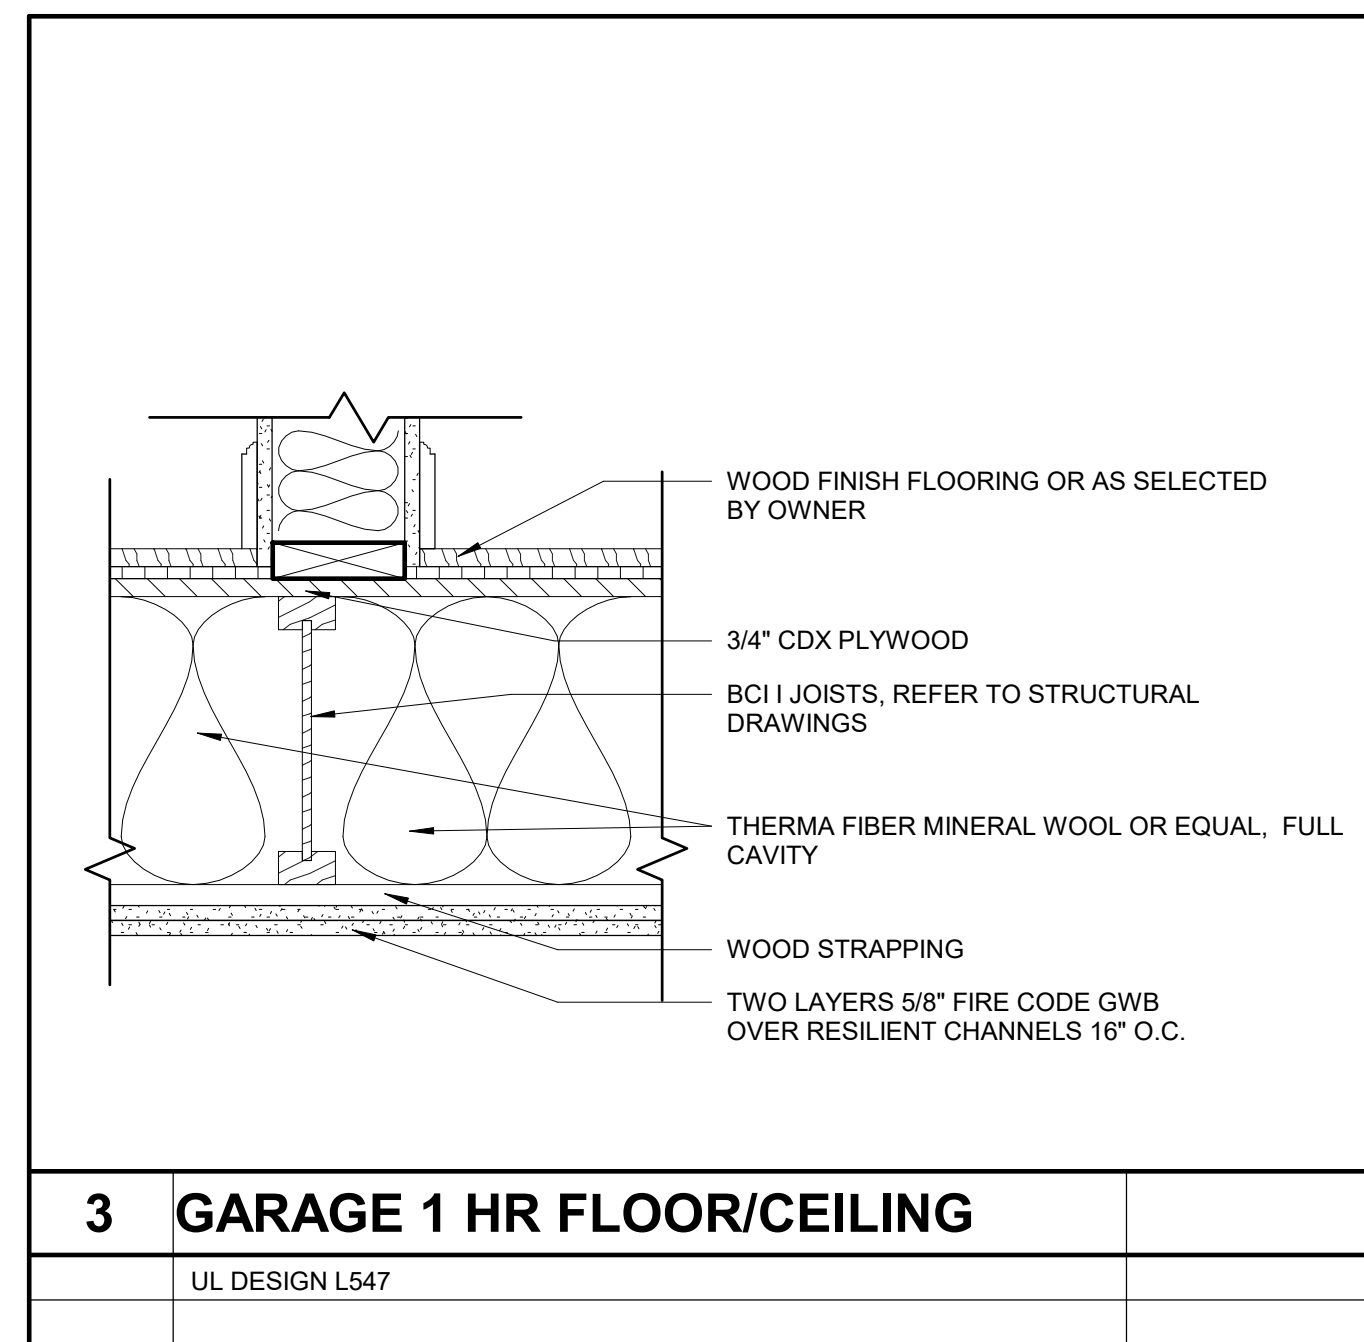 WOOD FINISH FLOORING OR AS SELECTED
BY OWNER
3/4" CDX PLYWOOD
BCI I JOISTS, REFER TO STRUCTURAL
DRAWINGS
THERMA FIBER MINERAL WOOL OR EQUAL, FULL
CAVITY
WOOD STRAPPING
TWO LAYERS 5/8" FIRE CODE GWB
OVER RESILIENT CHANNELS 16" O.C.
3 GARAGE 1 HR FLOOR/CEILING
UL DESIGN L547